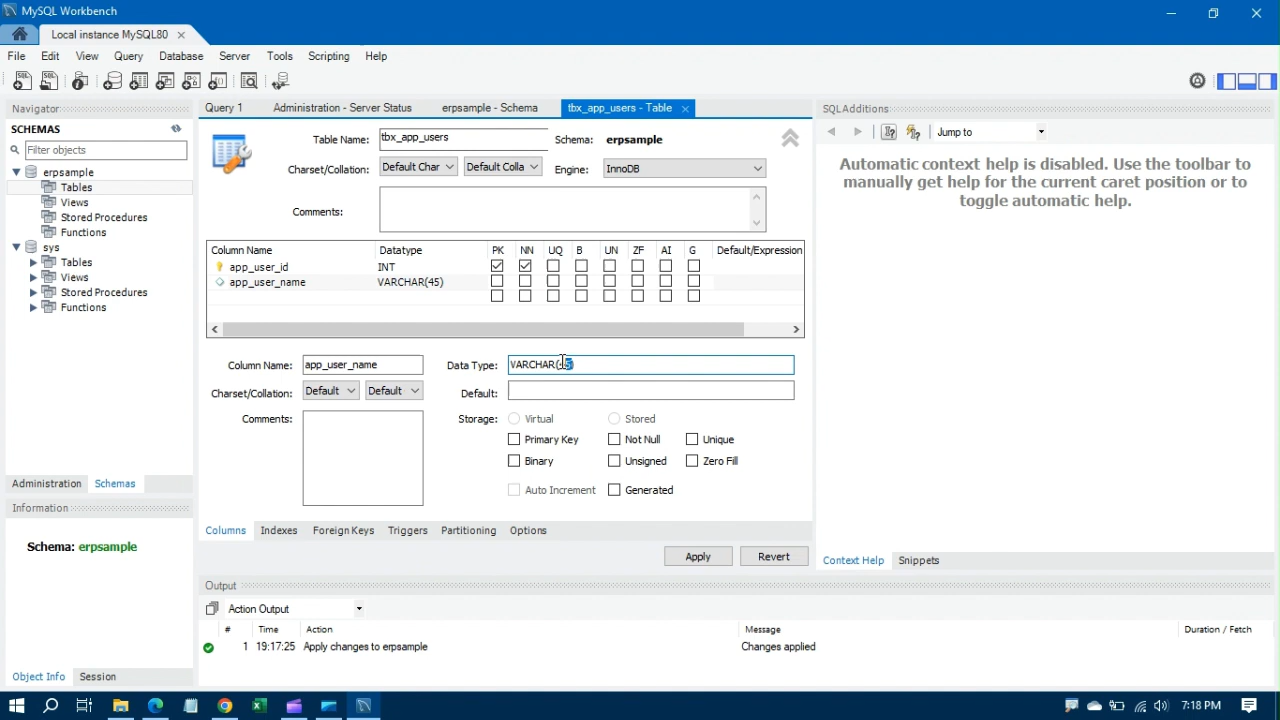 MySQL Workbench
Local instance MySQL80
File Edit View Query Database Server Tools Scripting Help
Navigator
SCHEMAS
Filter objects
erpsample
Tables
Views
Stored Procedures
Functions
sys
Tables
Views
Stored Procedures
Functions
Administration Schemas
Information
Schema: erpsample
Object Info Session
Query 1 Administration - Server Status erpsample - Schema tbx_app_users - Table
Table Name: tbx_app_users Schema: erpsample
Charset/Collation: Default Char Default Colla Engine: InnoDB
Comments:
Column Name Datatype PK NN UQ B UN ZF AI G Default/Expression
app_user_id INT
app_user_name VARCHAR(45)
Column Name: app_user_name Data Type: VARCHAR(
Charset/Collation: Default Default Default:
Comments: Storage: Virtual Stored
Primary Key Not Null Unique
Binary Unsigned Zero Fill
Auto Increment Generated
Columns Indexes Foreign Keys Triggers Partitioning Options
Apply Revert
SQLAdditions
Jump to
Automatic context help is disabled. Use the toolbar to
manually get help for the current caret position or to
toggle automatic help.
Context Help Snippets
Output
Action Output
# Time Action Message Duration / Fetch
1 19:17:25 Apply changes to erpsample Changes applied
7:18 PM